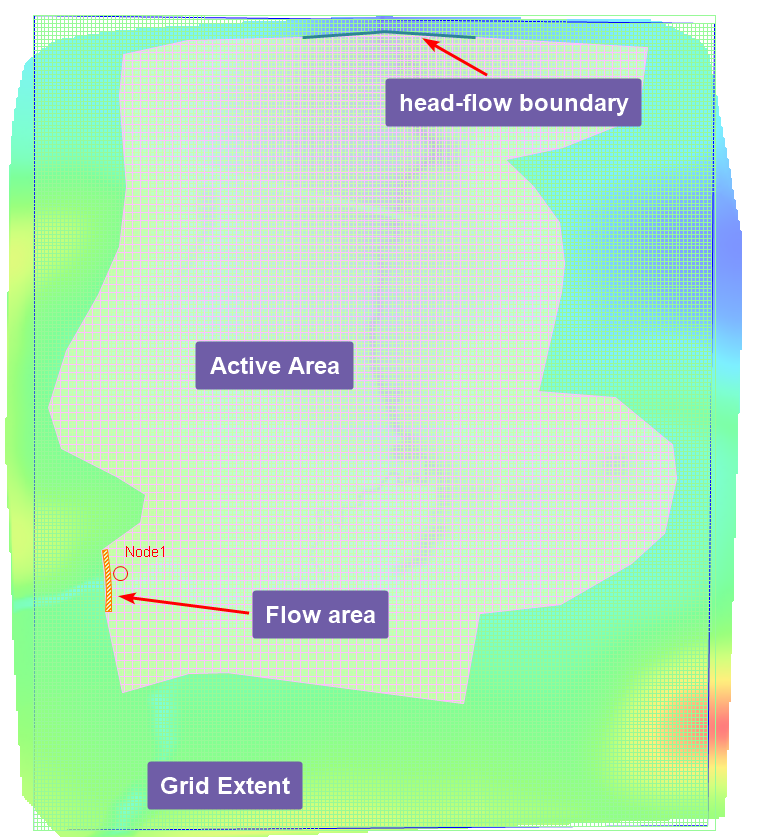 head-flow boundary
Active Area
Node1
Flow area
Grid Extent